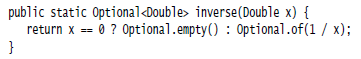 public static Optional<Double> inverse(Double x) {
return x == 0 ? Optional.empty() : Optional.of(1 / x);
}